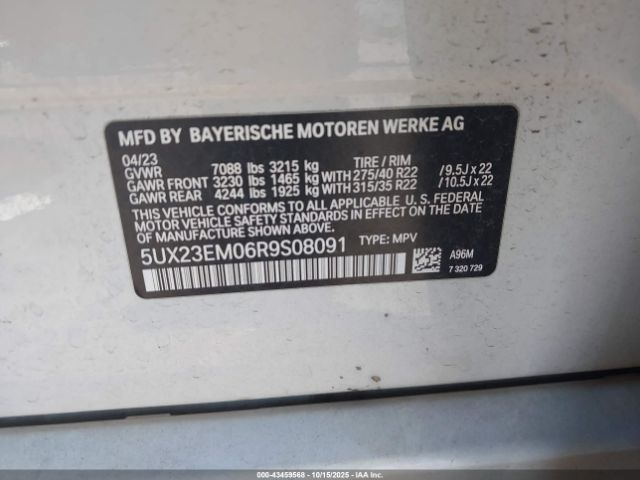 MFD BY BAYERISCHE MOTOREN WERKE AG
04/23 TIRE / RIM
GVWR 7088 lbs 3215 kg
GAWR FRONT 3230 lbs 1465 kg WITH 275/40 R22 / 9.5J x 22
GAWR REAR 4244 lbs 1925 kg WITH 315/35 R22 / 10.5J x 22
THIS VEHICLE CONFORMS TO ALL APPLICABLE FEDERAL
MOTOR VEHICLE SAFETY STANDARDS IN EFFECT ON THE DATE
OF MANUFACTURE SHOWN ABOVE.
5UX23EM06R9S08091 TYPE: MPV
A96M
7 320 729
000 - 43459568 - 10/15/2025 - IAAI INC.